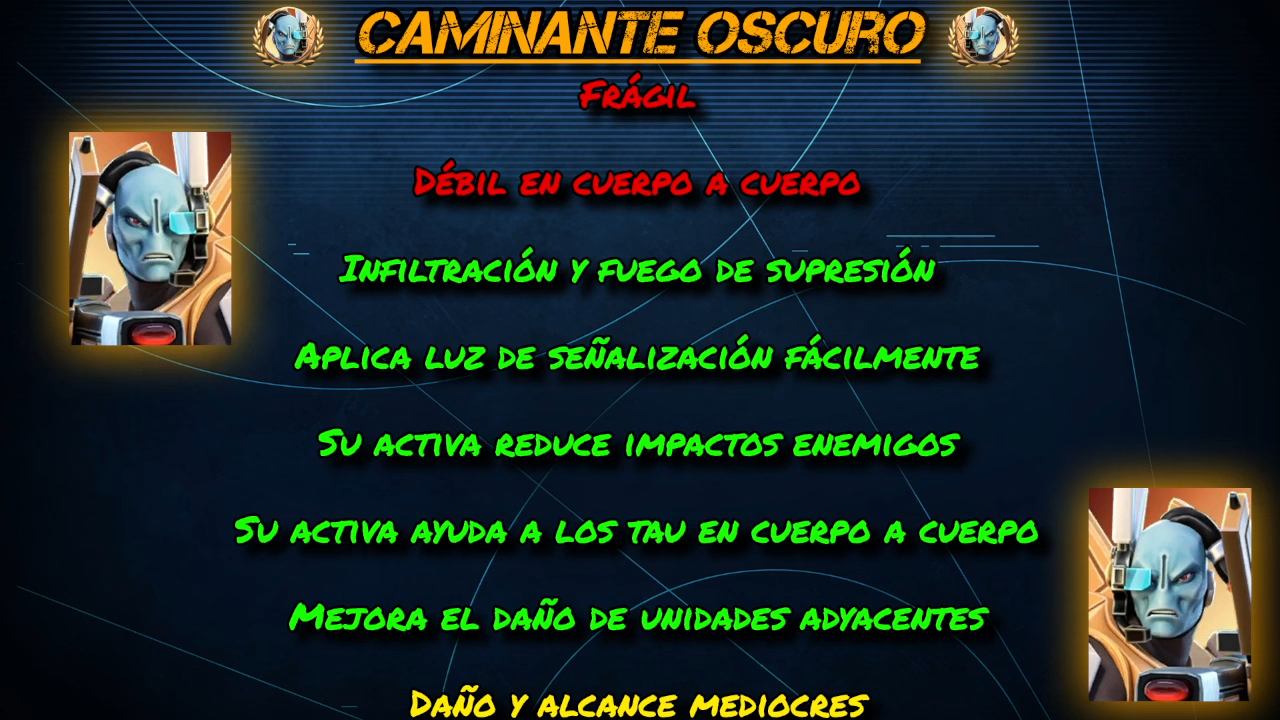 CAMINANTE OSCURO
Frágil
Débil en cuerpo a cuerpo
Infiltración y fuego de supresión
Aplica luz de señalización fácilmente
Su activa reduce impactos enemigos
Su activa ayuda a los tau en cuerpo a cuerpo
Mejora el daño de unidades adyacentes
Daño y alcance mediocres